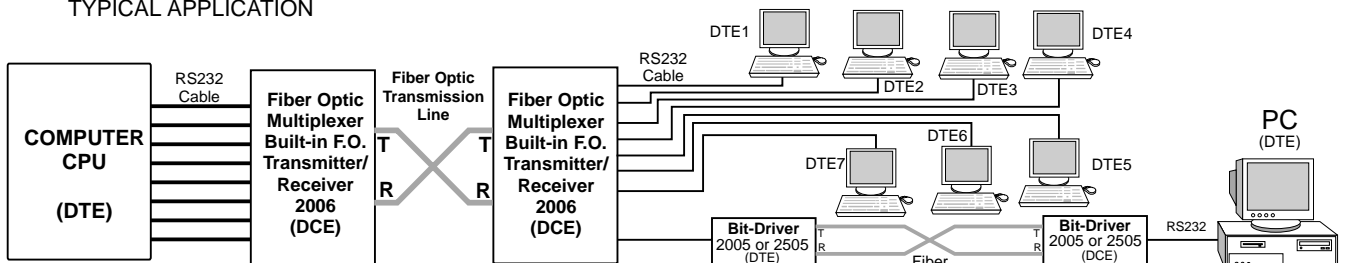 TYPICAL APPLICATION
COMPUTER
CPU
(DTE)
RS232
Cable
Fiber Optic
Multiplexer
Built-in F.O.
Transmitter/
Receiver
2006
(DCE)
T
R
Fiber Optic
Transmission
Line
T
R
Fiber Optic
Multiplexer
Built-in F.O.
Transmitter/
Receiver
2006
(DCE)
RS232
Cable
DTE1
DTE2
DTE3
DTE4
DTE7
DTE6
DTE5
Bit-Driver
2005 or 2505
(DTE)
T
R
Fiber
T
R
Bit-Driver
2005 or 2505
(DCE)
RS232
PC
(DTE)